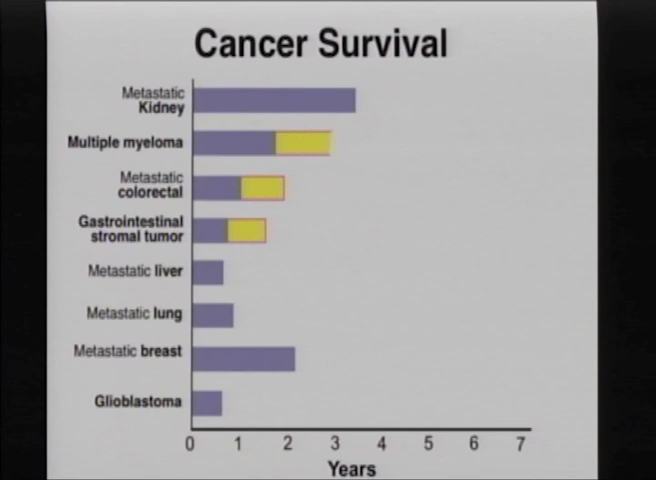 Cancer Survival
Metastatic
Kidney
Multiple myeloma
Metastatic
colorectal
Gastrointestinal
stromal tumor
Metastatic liver
Metastatic lung
Metastatic breast
Glioblastoma
0 1 2 3 4 5 6 7
Years